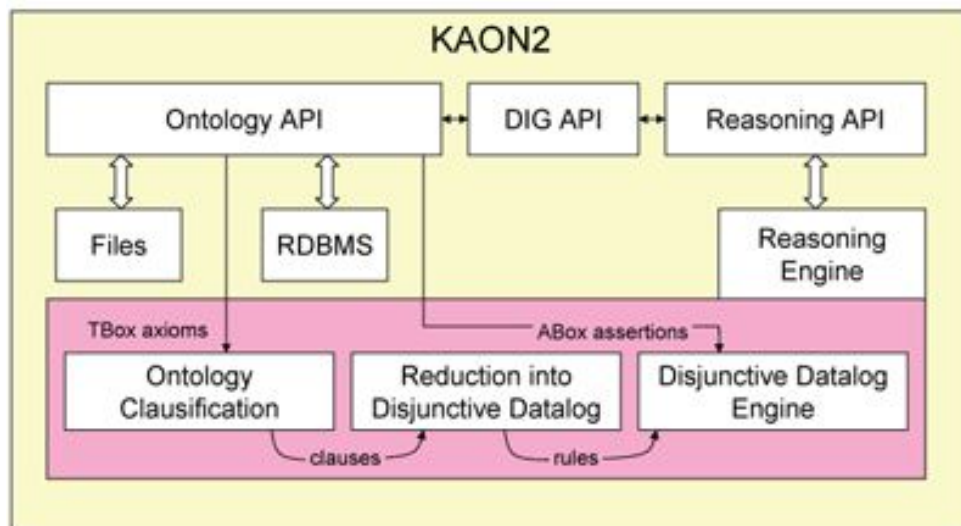 KAON2
Ontology API
DIG API
Reasoning API
Files
RDBMS
Reasoning
Engine
TBox axioms
ABox assertions
Ontology
Clausification
Reduction into
Disjunctive Datalog
Disjunctive Datalog
Engine
clauses
rules